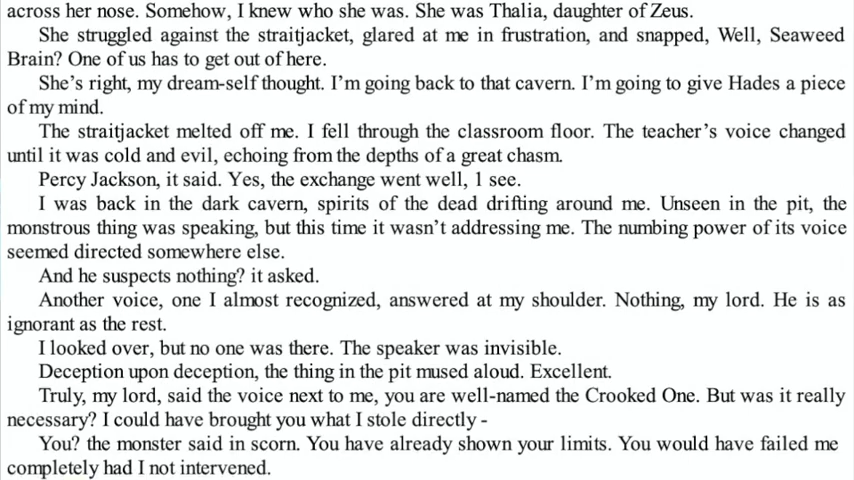 across her nose. Somehow, I knew who she was. She was Thalia, daughter of Zeus.
She struggled against the straitjacket, glared at me in frustration, and snapped, Well, Seaweed
Brain? One of us has to get out of here.
She's right, my dream-self thought. I'm going back to that cavern. I'm going to give Hades a piece
of my mind.
The straitjacket melted off me. I fell through the classroom floor. The teacher's voice changed
until it was cold and evil, echoing from the depths of a great chasm.
Percy Jackson, it said. Yes, the exchange went well, 1 see.
I was back in the dark cavern, spirits of the dead drifting around me. Unseen in the pit, the
monstrous thing was speaking, but this time it wasn't addressing me. The numbing power of its voice
seemed directed somewhere else.
And he suspects nothing? it asked.
Another voice, one I almost recognized, answered at my shoulder. Nothing, my lord. He is as
ignorant as the rest.
I looked over, but no one was there. The speaker was invisible.
Deception upon deception, the thing in the pit mused aloud. Excellent.
Truly, my lord, said the voice next to me, you are well-named the Crooked One. But was it really
necessary? I could have brought you what I stole directly -
You? the monster said in scorn. You have already shown your limits. You would have failed me
completely had I not intervened.